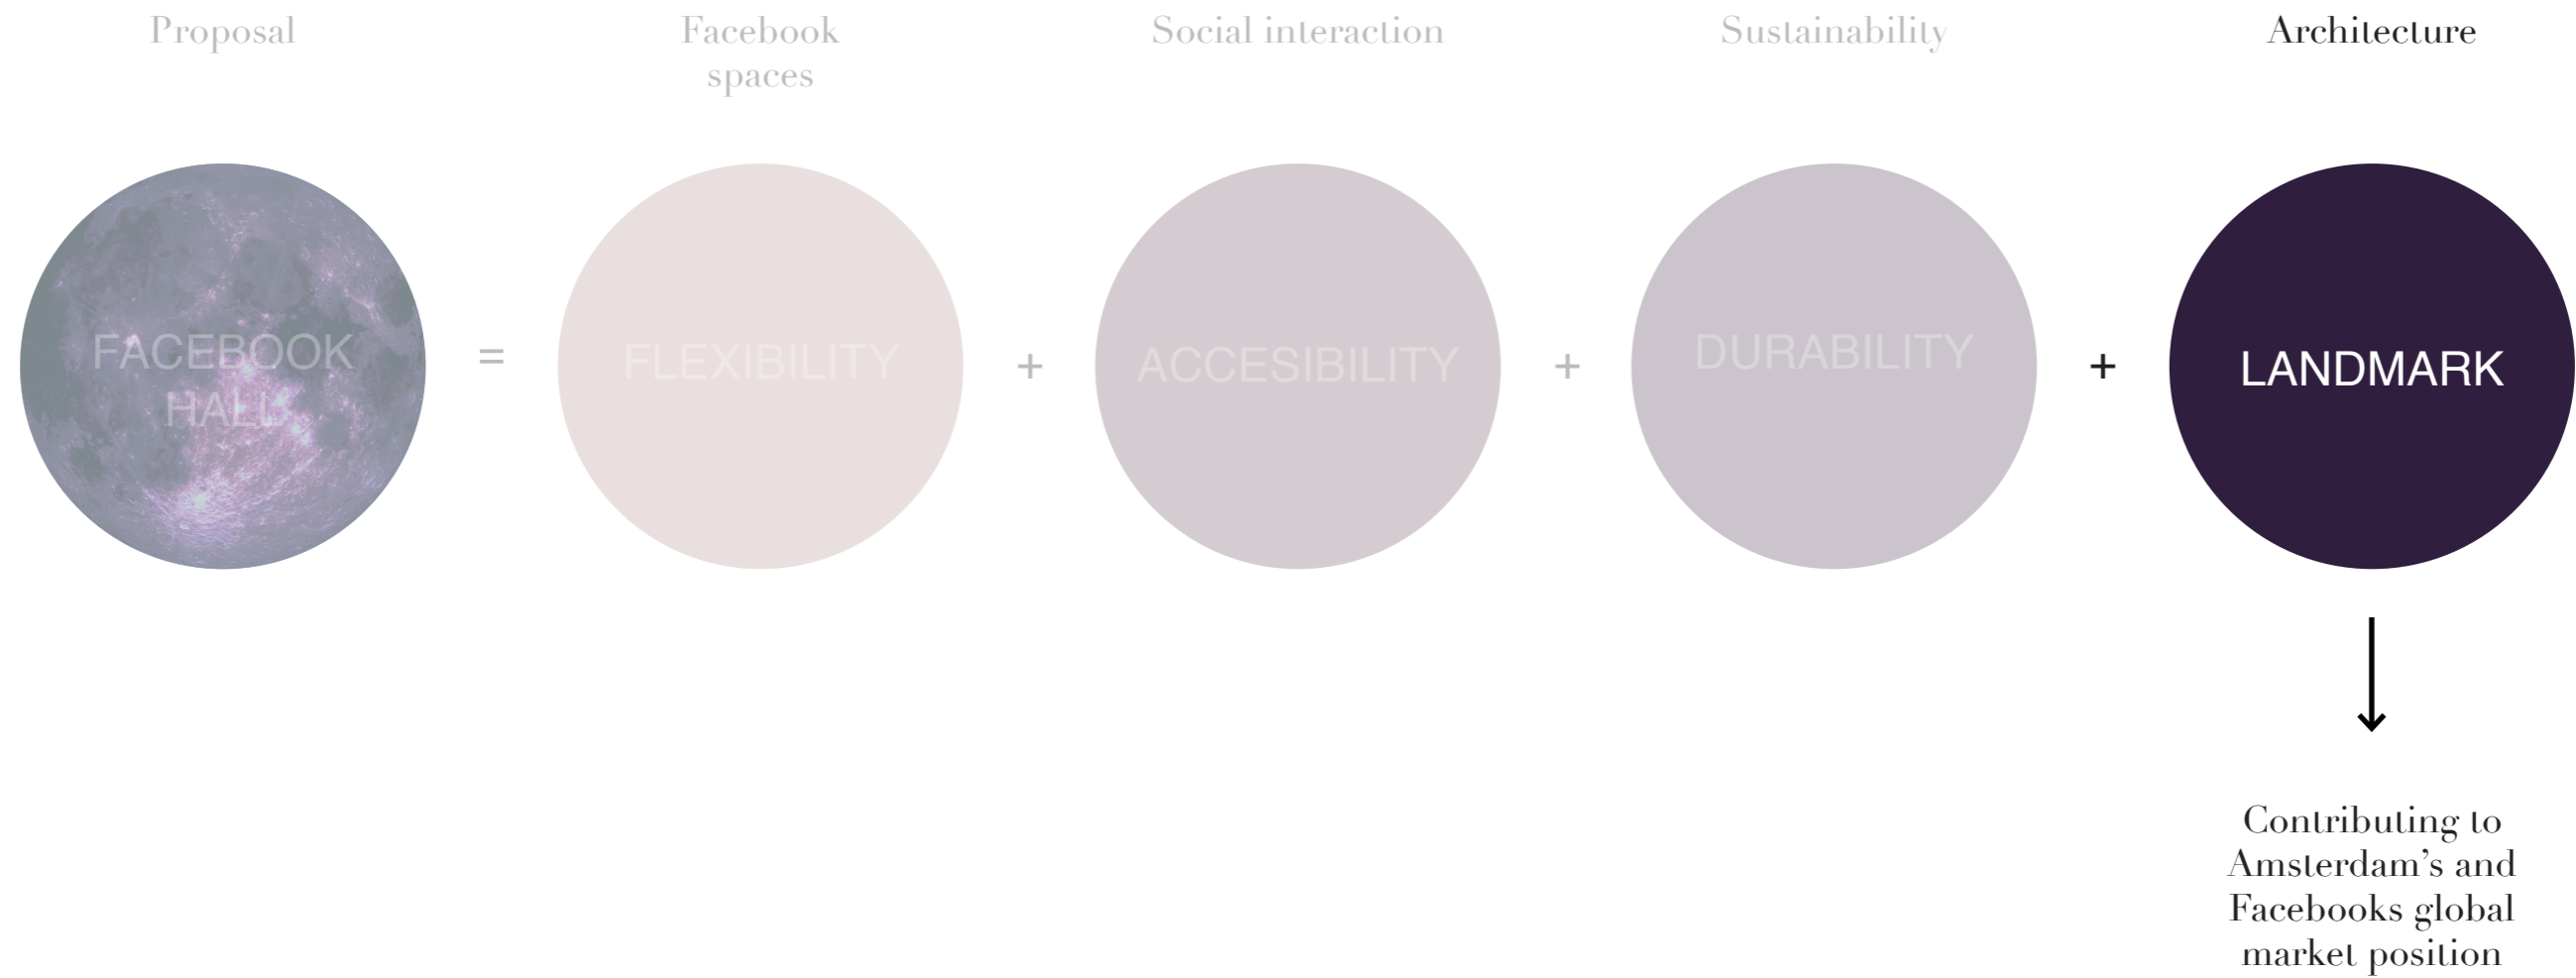 Proposal
Facebook
spaces
Social interaction
Sustainability
Architecture
FACEBOOK
HALL
=
FLEXIBILITY
+
ACCESIBILITY
+
DURABILITY
+
LANDMARK
Contributing to
Amsterdam’s and
Facebooks global
market position